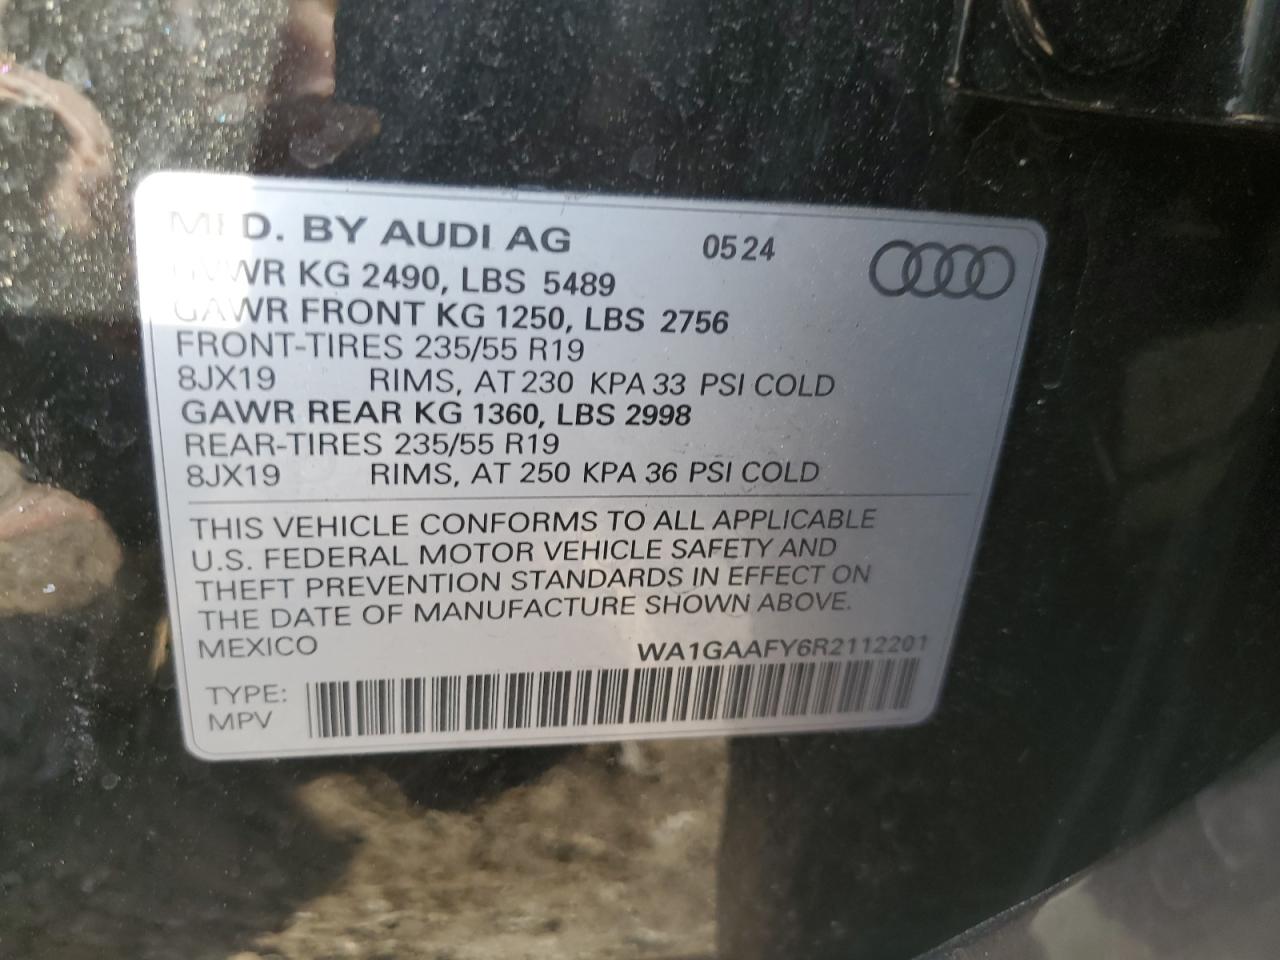 MFD. BY AUDI AG 0524
GVWR KG 2490, LBS 5489
GAWR FRONT KG 1250, LBS 2756
FRONT-TIRES 235/55 R19
8JX19 RIMS, AT 230 KPA 33 PSI COLD
GAWR REAR KG 1360, LBS 2998
REAR-TIRES 235/55 R19
8JX19 RIMS, AT 250 KPA 36 PSI COLD
THIS VEHICLE CONFORMS TO ALL APPLICABLE
U.S. FEDERAL MOTOR VEHICLE SAFETY AND
THEFT PREVENTION STANDARDS IN EFFECT ON
THE DATE OF MANUFACTURE SHOWN ABOVE.
MEXICO WA1GAAFY6R2112201
TYPE:
MPV